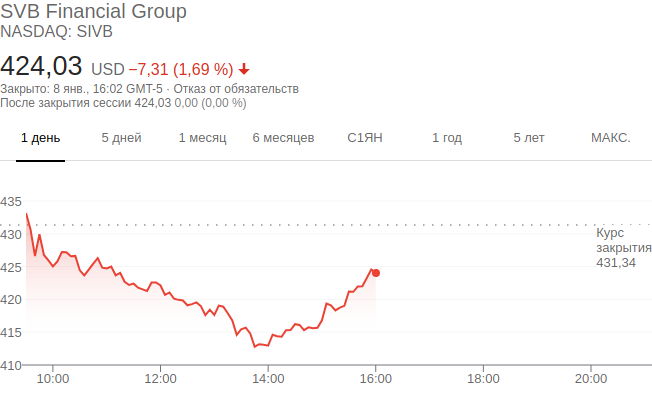 SVB Financial Group
NASDAQ: SIVB
424,03 USD −7,31 (1,69 %)
Закрыто: 8 янв., 16:02 GMT-5 · Отказ от обязательств
После закрытия сессии 424,03 0,00 (0,00 %)
1 день 5 дней 1 месяц 6 месяцев С1ЯН 1 год 5 лет МАКС.
435
430
425
420
415
410
Курс
закрытия
431,34
10:00 12:00 14:00 16:00 18:00 20:00